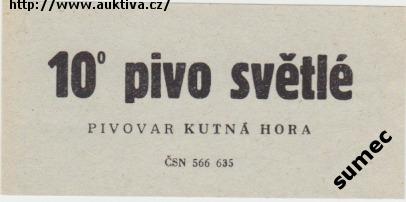 http://www.auktiva.cz/
10° pivo světlé
PIVOVAR KUTNÁ HORA
ČSN 566 635
sumec